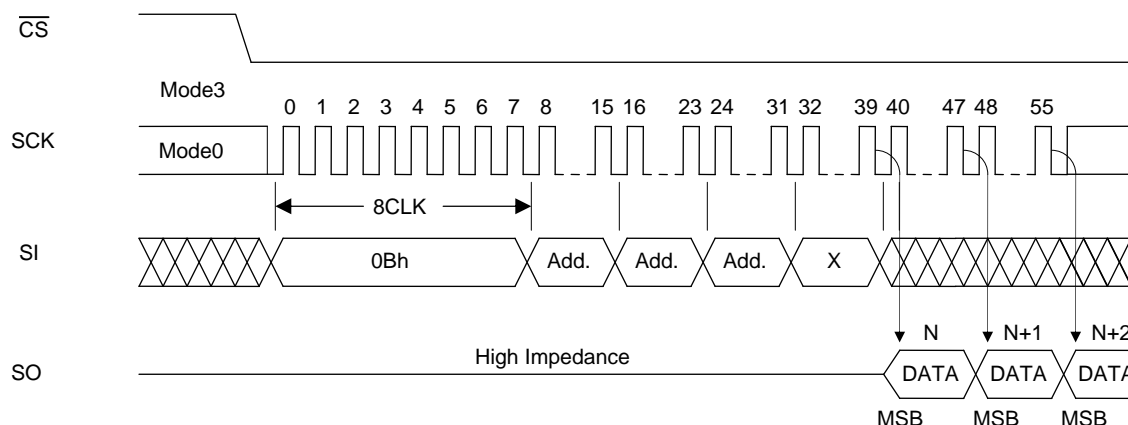 CS
Mode3
0 1 2 3 4 5 6 7 8 15 16 23 24 31 32 39 40 47 48 55
SCK
Mode0
8CLK
SI
0Bh Add. Add. Add. X
N N+1 N+2
High Impedance
SO
DATA DATA DATA
MSB MSB MSB